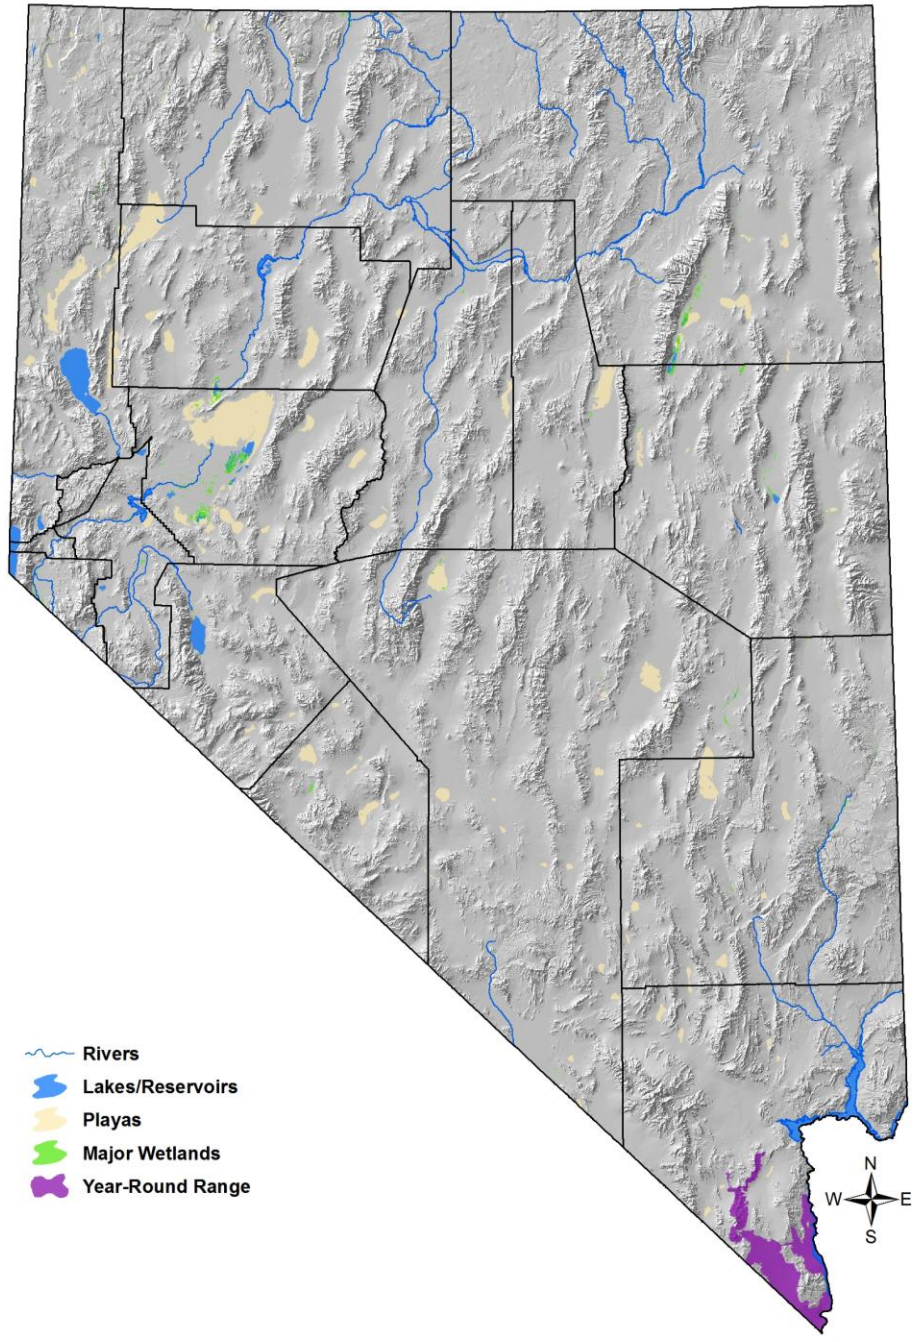 Rivers
Lakes/Reservoirs
Playas
Major Wetlands
Year-Round Range
N
W E
S